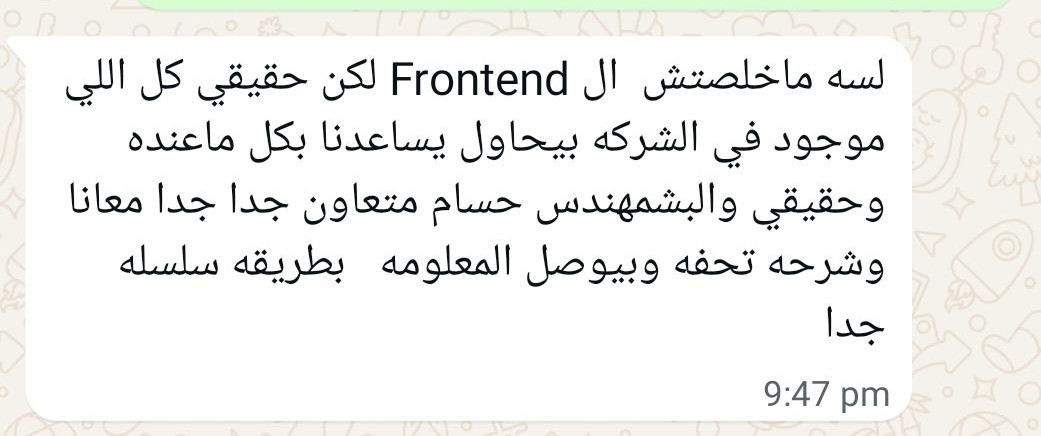 لسه ماخلصتش ال Frontend لكن حقيقي كل اللي
موجود في الشركه بيحاول يساعدنا بكل ماعنده
وحقيقي والبشمهندس حسام متعاون جدا جدا معانا
وشرحه تحفه وبيوصل المعلومه بطريقه سلسله
جدا
9:47 pm